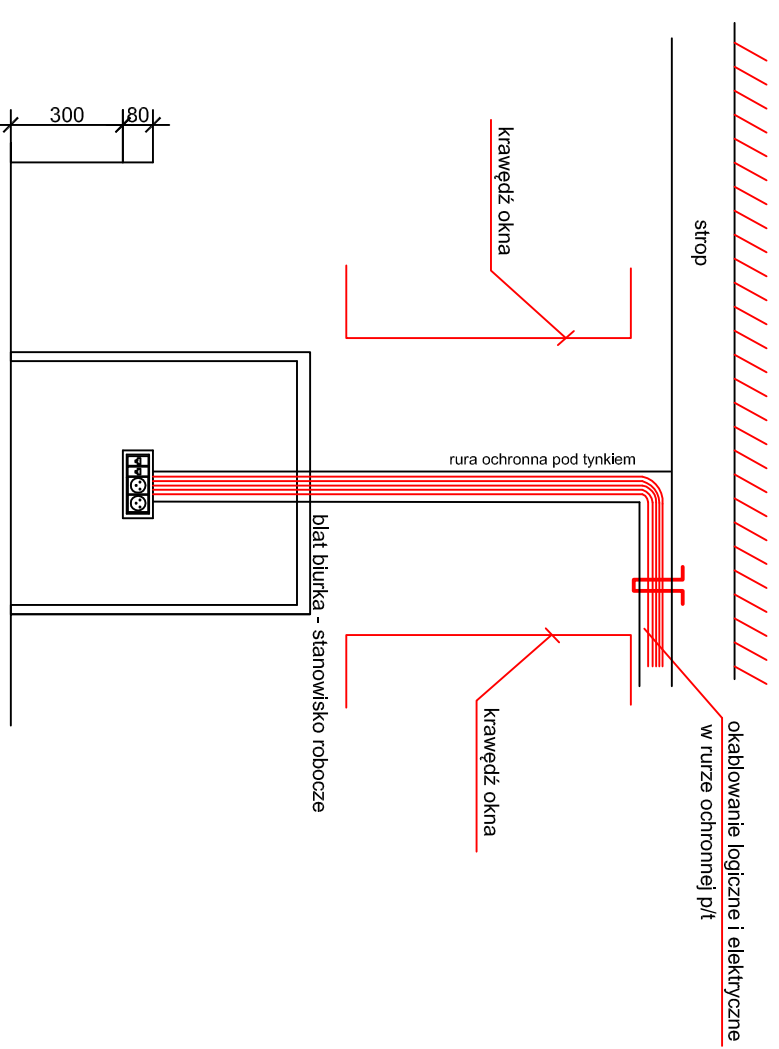 okablowanie logiczne i elektryczne
w rurze ochronnej p/t
strop
krawędź okna
krawędź okna
rura ochronna pod tynkiem
blat biurka - stanowisko robocze
300
80